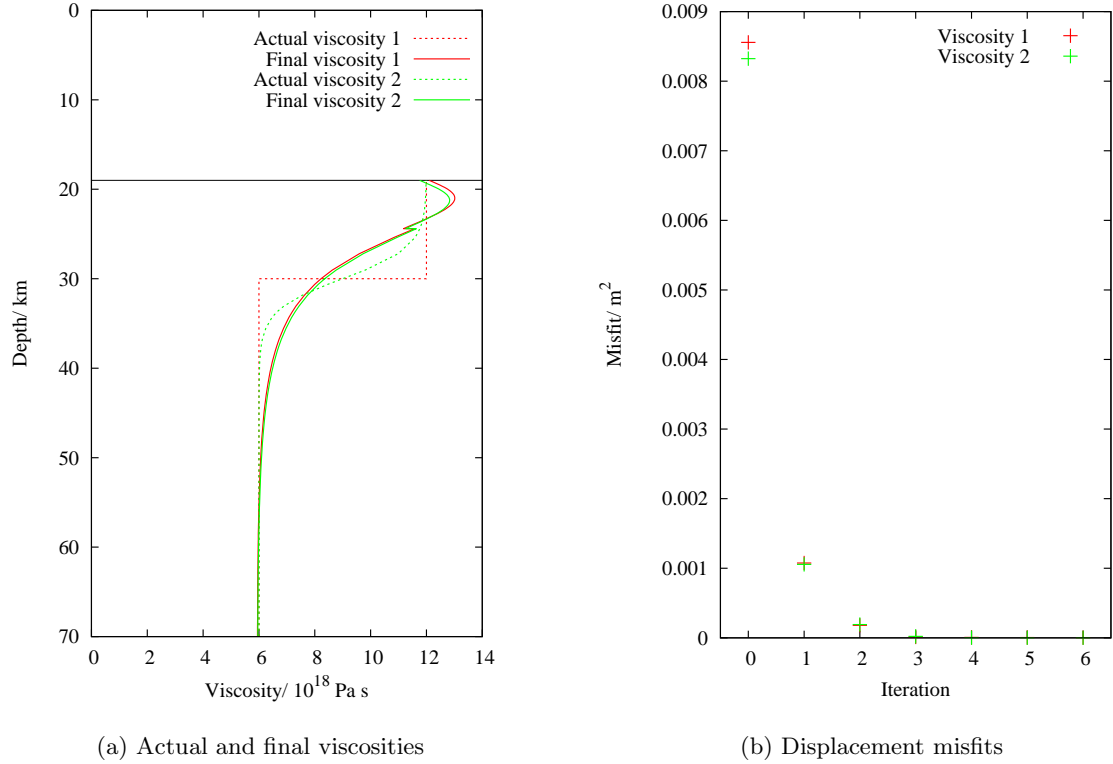 0
10
20
30
40
50
60
70
0 2 4 6 8 10 12 14
Depth/ km
Viscosity/ 10^18 Pa s
Actual viscosity 1
Final viscosity 1
Actual viscosity 2
Final viscosity 2
(a) Actual and final viscosities
0.009
0.008
0.007
0.006
0.005
0.004
0.003
0.002
0.001
0
0 1 2 3 4 5 6
Misfit/ m^2
Iteration
Viscosity 1
Viscosity 2
(b) Displacement misfits